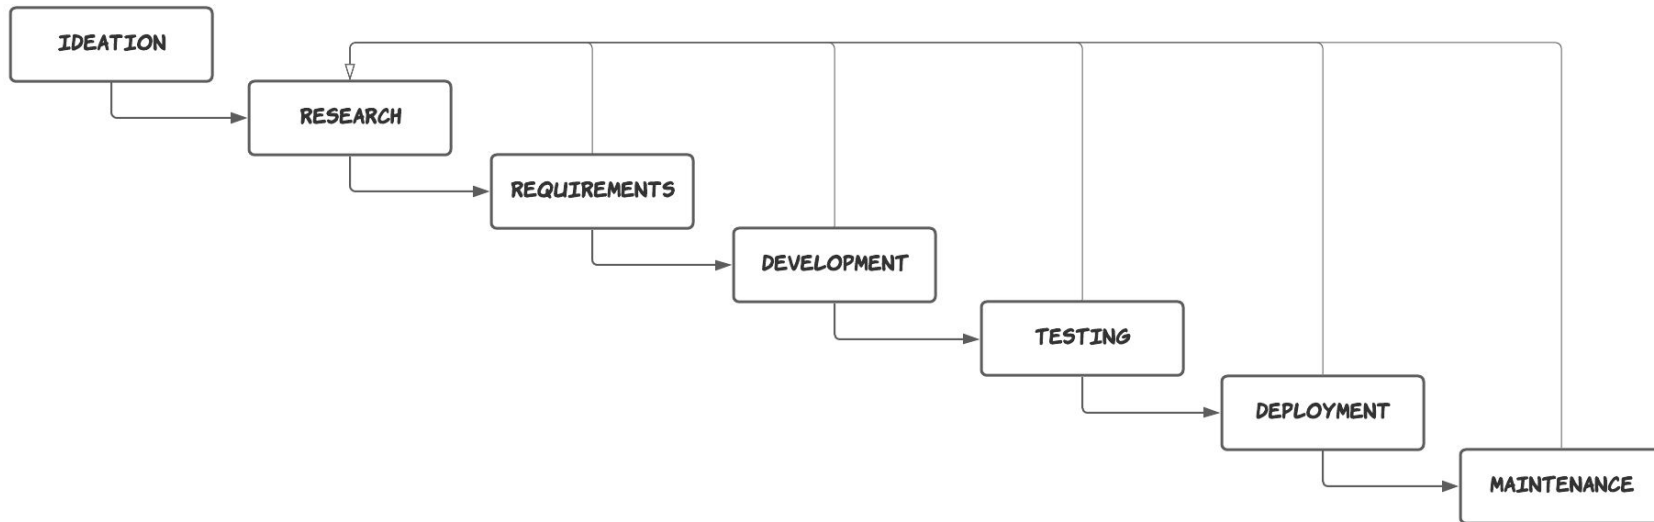 IDEATION
RESEARCH
REQUIREMENTS
DEVELOPMENT
TESTING
DEPLOYMENT
MAINTENANCE